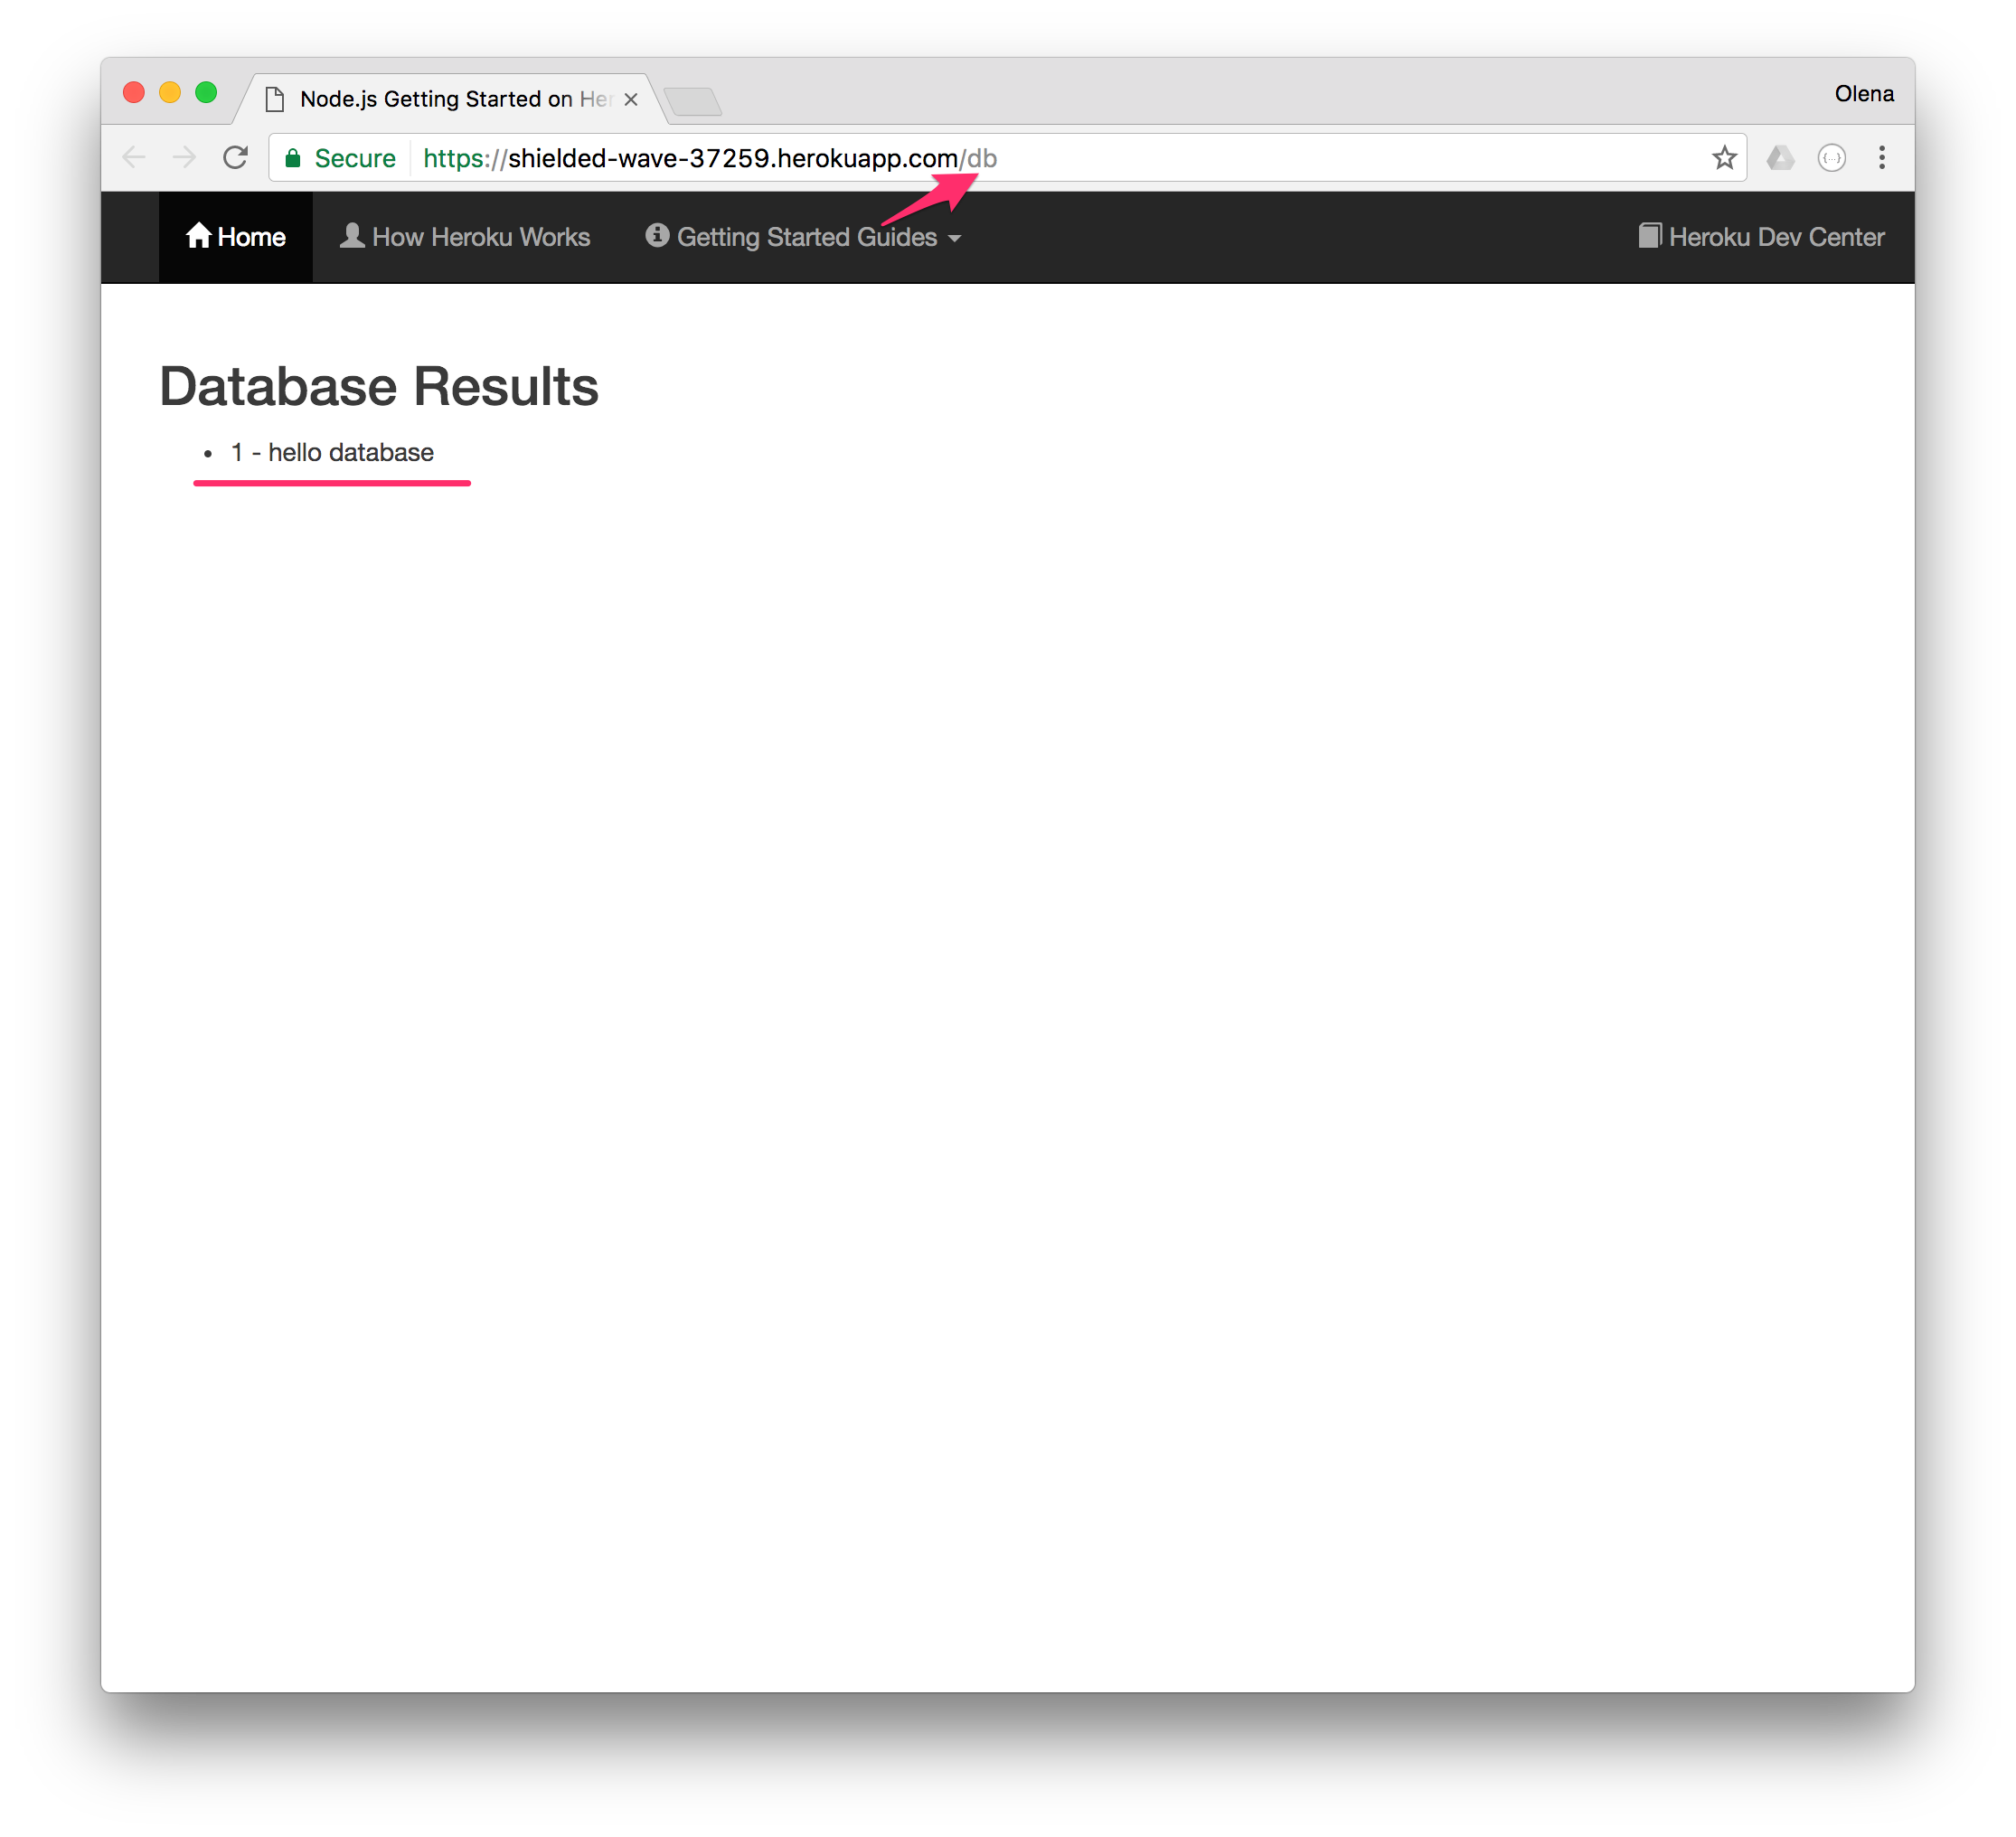 Node.js Getting Started on Her
Olena
Secure https://shielded-wave-37259.herokuapp.com/db
Home How Heroku Works Getting Started Guides Heroku Dev Center
Database Results
• 1 - hello database